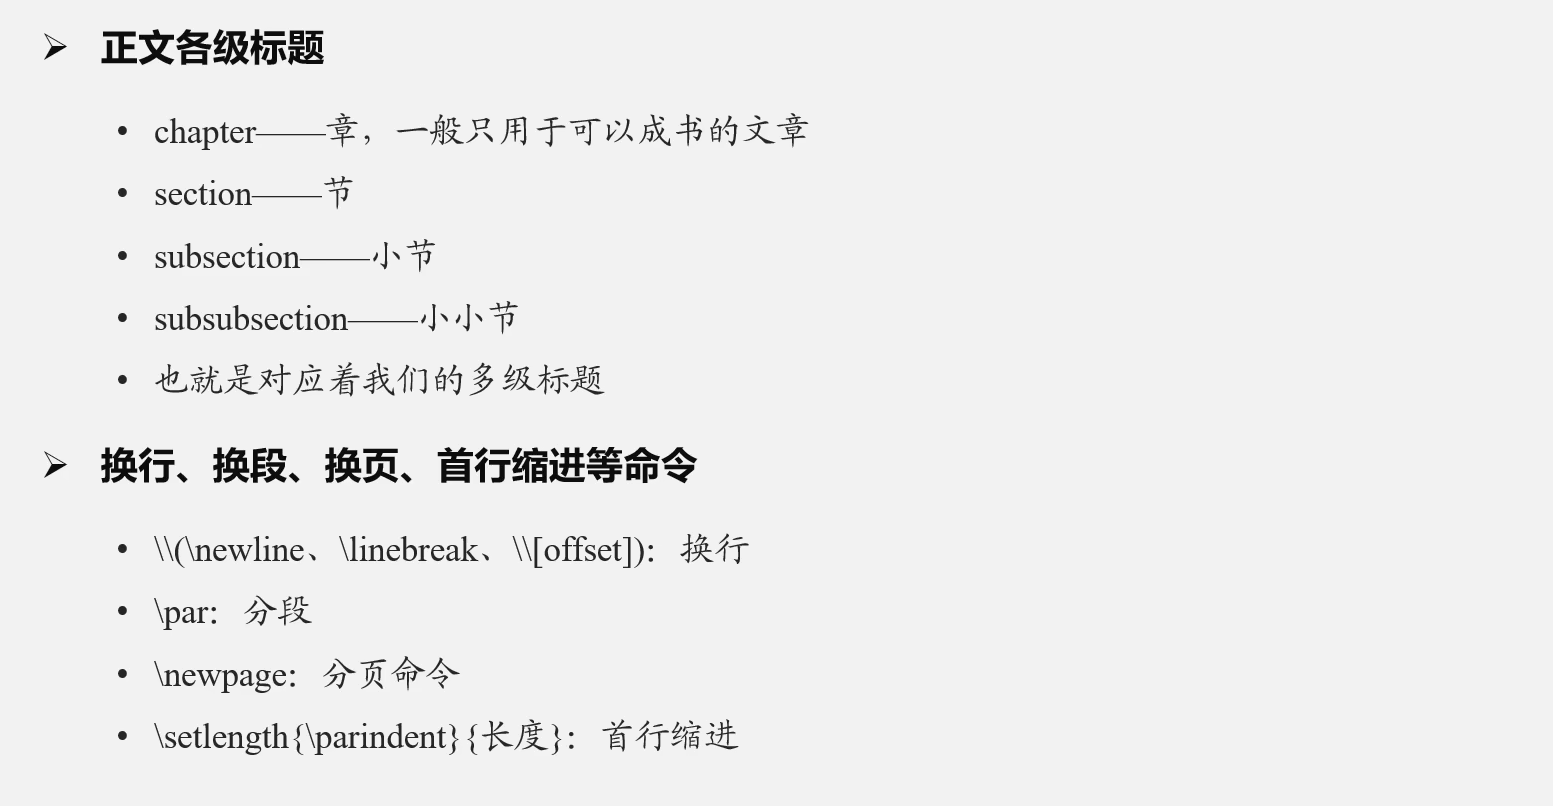 ➢ 正文各级标题
• chapter——章，一般只用于可以成书的文章
• section——节
• subsection——小节
• subsubsection——小小节
• 也就是对应着我们的多级标题
➢ 换行、换段、换页、首行缩进等命令
• \\(\newline、\linebreak、\\[offset])：换行
• \par：分段
• \newpage：分页命令
• \setlength{\parindent}{长度}：首行缩进